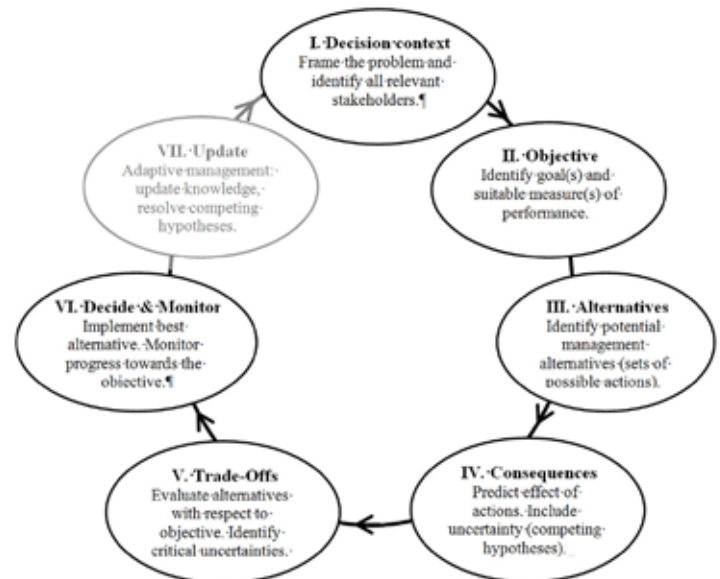 I. Decision context
Frame the problem and
identify all relevant
stakeholders.¶
II. Objective
Identify goal(s) and
suitable measure(s) of
performance.
III. Alternatives
Identify potential
management
alternatives (sets of
possible actions).
IV. Consequences
Predict effect of
actions. Include
uncertainty (competing
hypotheses).
V. Trade-Offs
Evaluate alternatives
with respect to
objective. Identify
critical uncertainties.
VI. Decide & Monitor
Implement best
alternative. Monitor
progress towards the
objective.¶
VII. Update
Adaptive management:
update knowledge,
resolve competing
hypotheses.